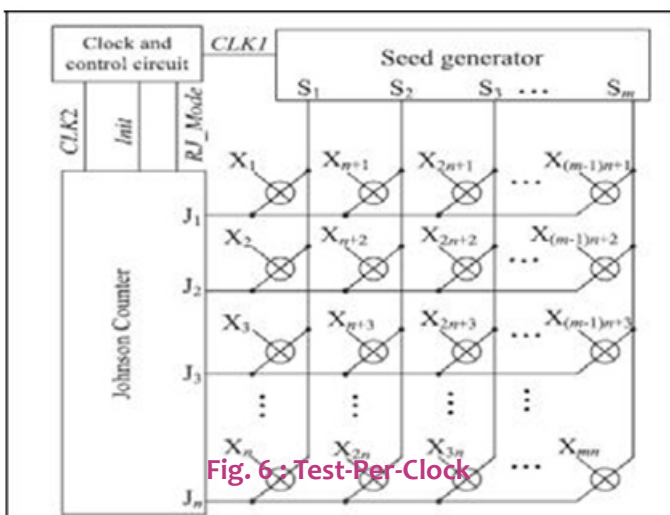 Clock and control circuit
CLK1
Seed generator
S1 S2 S3 ... Sm
CLK2
Init
RJ_Mode
X1 Xn+1 X2n+1 ... X(m-1)n+1
J1
X2 Xn+2 X2n+2 ... X(m-1)n+2
J2
Johnson Counter
X3 Xn+3 X2n+3 ... X(m-1)n+3
J3
Xn X2n X3n ... Xmn
Jn
Fig. 6 : Test-Per-Clock